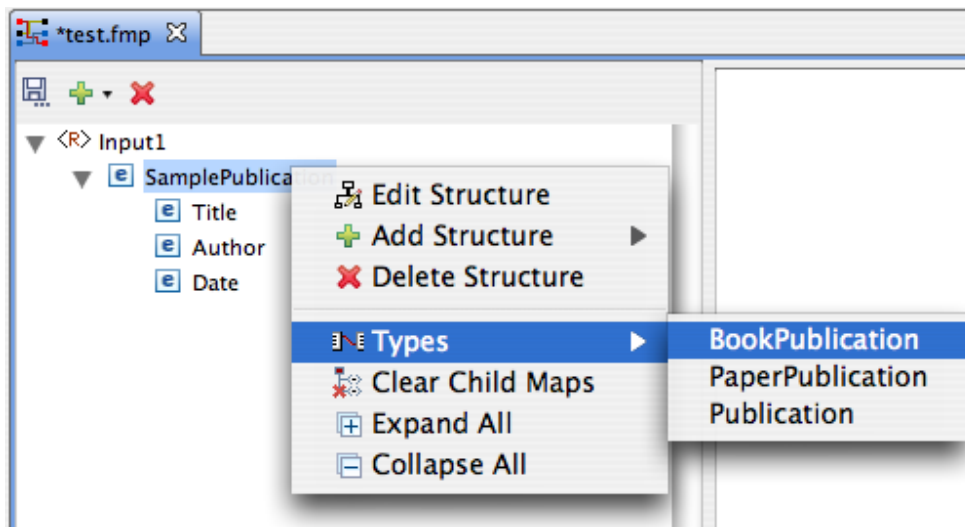 *test.fmp
<R> Input1
e SamplePublication
e Title
e Author
e Date
Edit Structure
Add Structure
Delete Structure
Types
Clear Child Maps
Expand All
Collapse All
BookPublication
PaperPublication
Publication